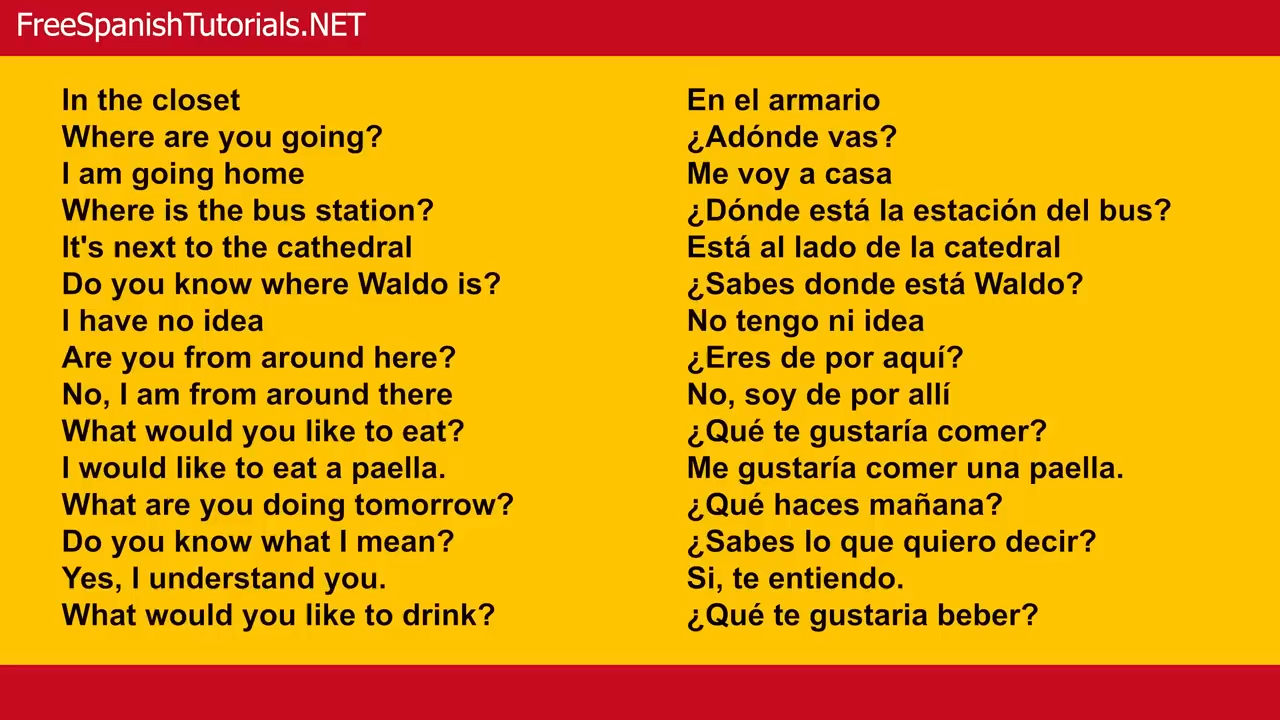 FreeSpanishTutorials.NET
In the closet
En el armario
Where are you going?
¿Adónde vas?
I am going home
Me voy a casa
Where is the bus station?
¿Dónde está la estación del bus?
It's next to the cathedral
Está al lado de la catedral
Do you know where Waldo is?
¿Sabes donde está Waldo?
I have no idea
No tengo ni idea
Are you from around here?
¿Eres de por aquí?
No, I am from around there
No, soy de por allí
What would you like to eat?
¿Qué te gustaría comer?
I would like to eat a paella.
Me gustaría comer una paella.
What are you doing tomorrow?
¿Qué haces mañana?
Do you know what I mean?
¿Sabes lo que quiero decir?
Yes, I understand you.
Si, te entiendo.
What would you like to drink?
¿Qué te gustaria beber?